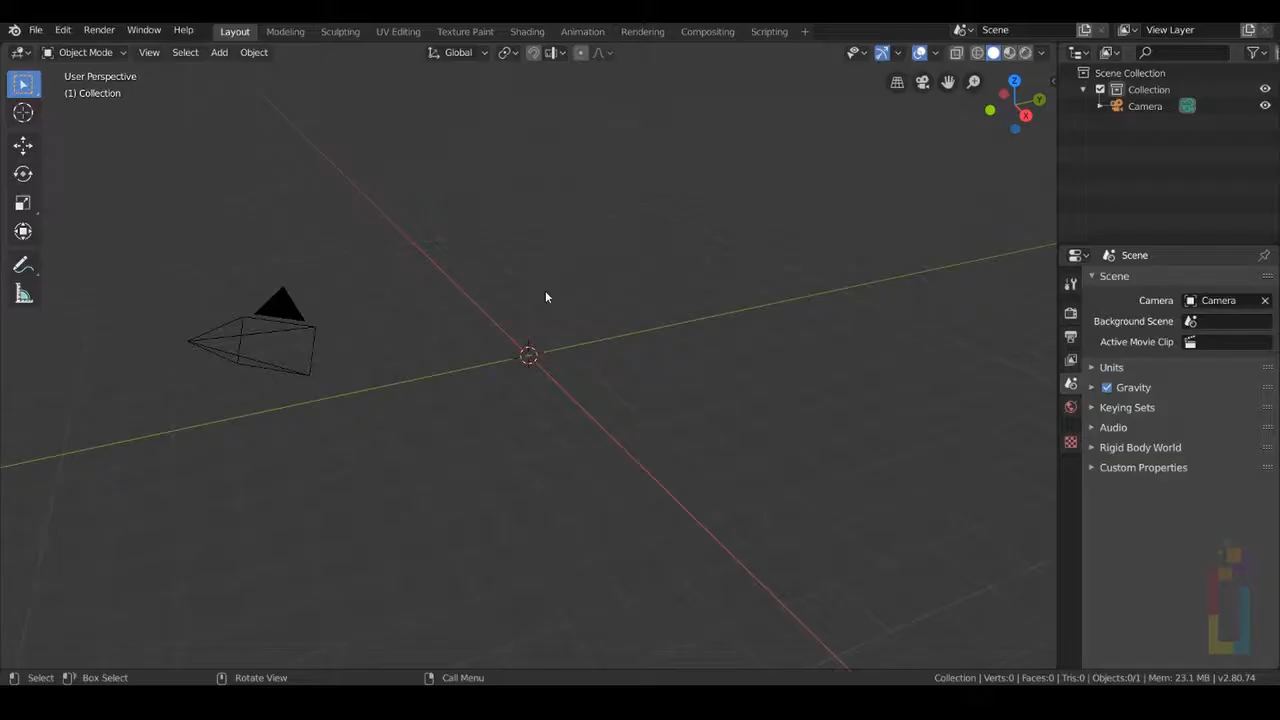 File Edit Render Window Help Layout Modeling Sculpting UV Editing Texture Paint Shading Animation Rendering Compositing Scripting + Scene View Layer
Object Mode View Select Add Object Global
User Perspective
(1) Collection
Z
Y
X
Scene Collection
Collection
Camera
Scene
Scene
Camera Camera
Background Scene
Active Movie Clip
Units
Gravity
Keying Sets
Audio
Rigid Body World
Custom Properties
Select Box Select Rotate View Call Menu Collection | Verts:0 | Faces:0 | Tris:0 | Objects:0/1 | Mem: 23.1 MB | v2.80.74